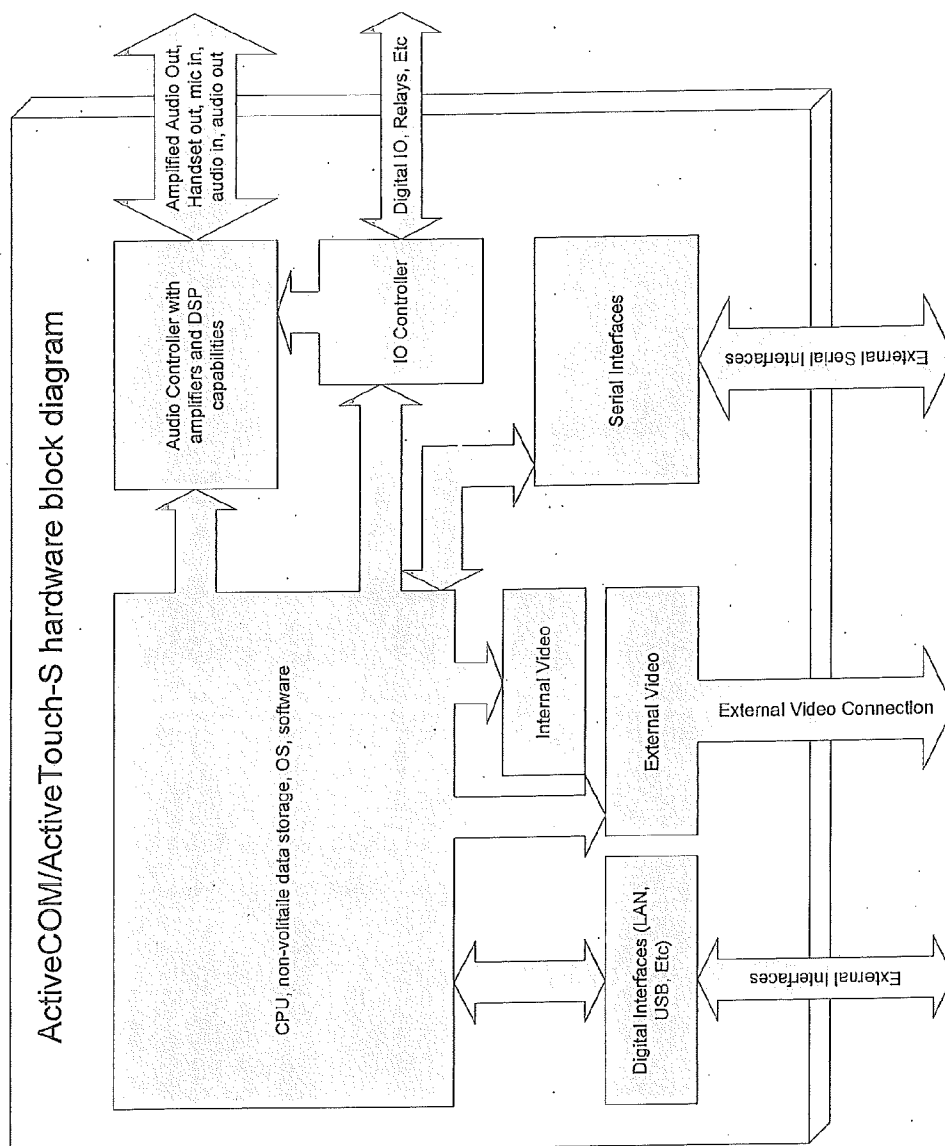 ActiveCOM/ActiveTouch-S hardware block diagram
CPU, non-volitaile data storage, OS, software
Audio Controller with
amplifiers and DSP
capabilities
Amplified Audio Out,
Handset out, mic in,
audio in, audio out
IO Controller
Digital IO, Relays, Etc
Serial Interfaces
External Serial Interfaces
Internal Video
External Video
External Video Connection
Digital Interfaces (LAN,
USB, Etc)
External Interfaces